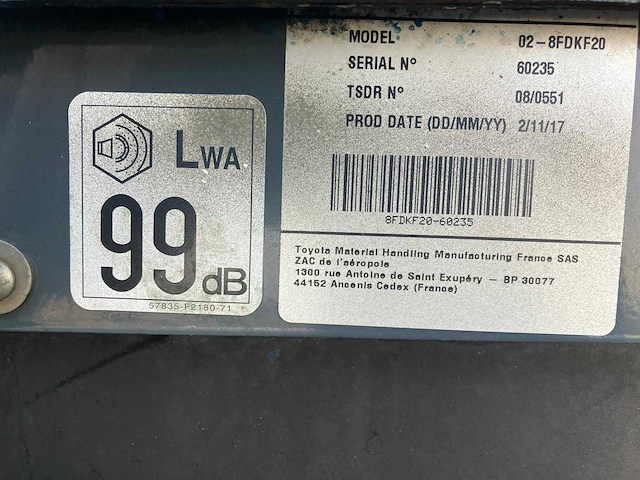 LWA
99 dB
57835-F2180-71
MODEL 02-8FDKF20
SERIAL N° 60235
TSDR N° 08/0551
PROD DATE (DD/MM/YY) 2/11/17
8FDKF20-60235
Toyota Material Handling Manufacturing France SAS
ZAC de l'aéropole
1300 rue Antoine de Saint Exupéry – BP 30077
44152 Ancenis Cedex (France)